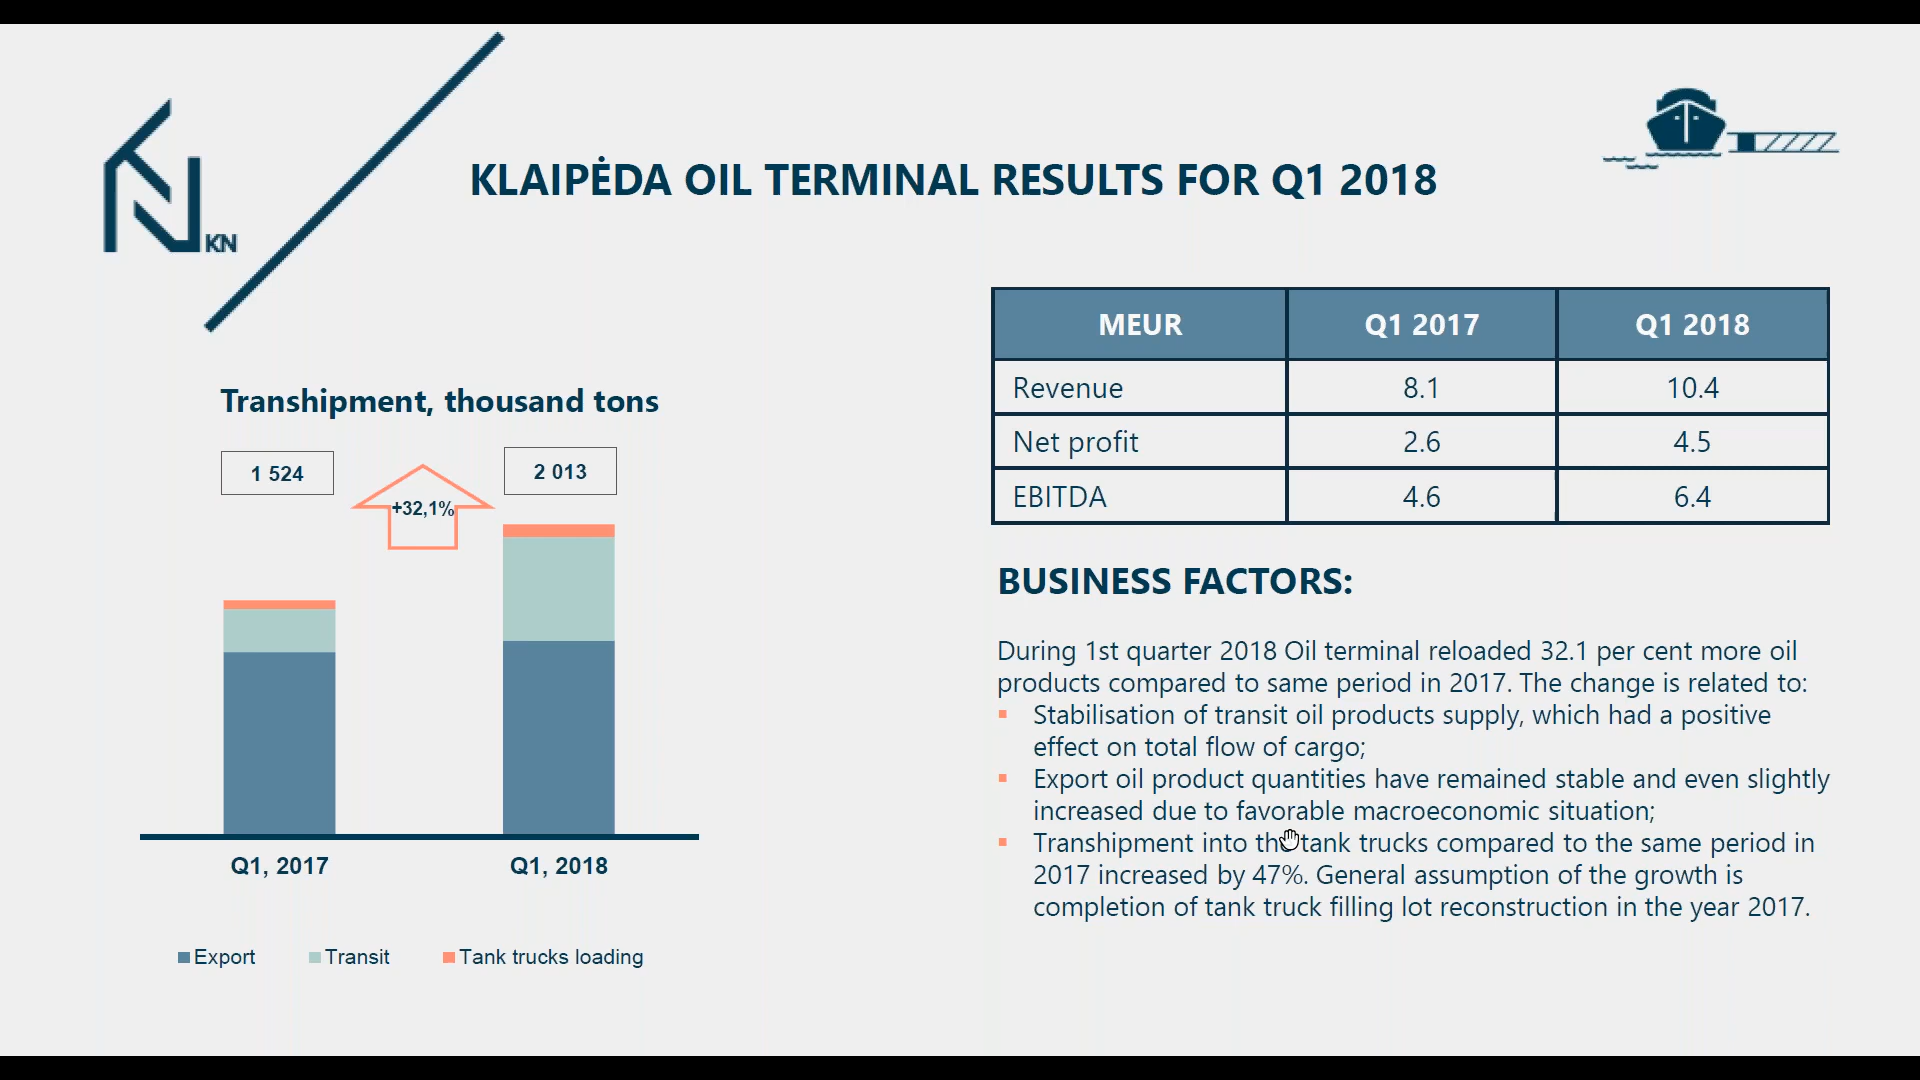 KN
KLAIPĖDA OIL TERMINAL RESULTS FOR Q1 2018
Transhipment, thousand tons
1 524
+32,1%
2 013
Q1, 2017
Q1, 2018
Export
Transit
Tank trucks loading
MEUR Q1 2017 Q1 2018
Revenue 8.1 10.4
Net profit 2.6 4.5
EBITDA 4.6 6.4
BUSINESS FACTORS:
During 1st quarter 2018 Oil terminal reloaded 32.1 per cent more oil
products compared to same period in 2017. The change is related to:
▪ Stabilisation of transit oil products supply, which had a positive
effect on total flow of cargo;
▪ Export oil product quantities have remained stable and even slightly
increased due to favorable macroeconomic situation;
▪ Transhipment into the tank trucks compared to the same period in
2017 increased by 47%. General assumption of the growth is
completion of tank truck filling lot reconstruction in the year 2017.